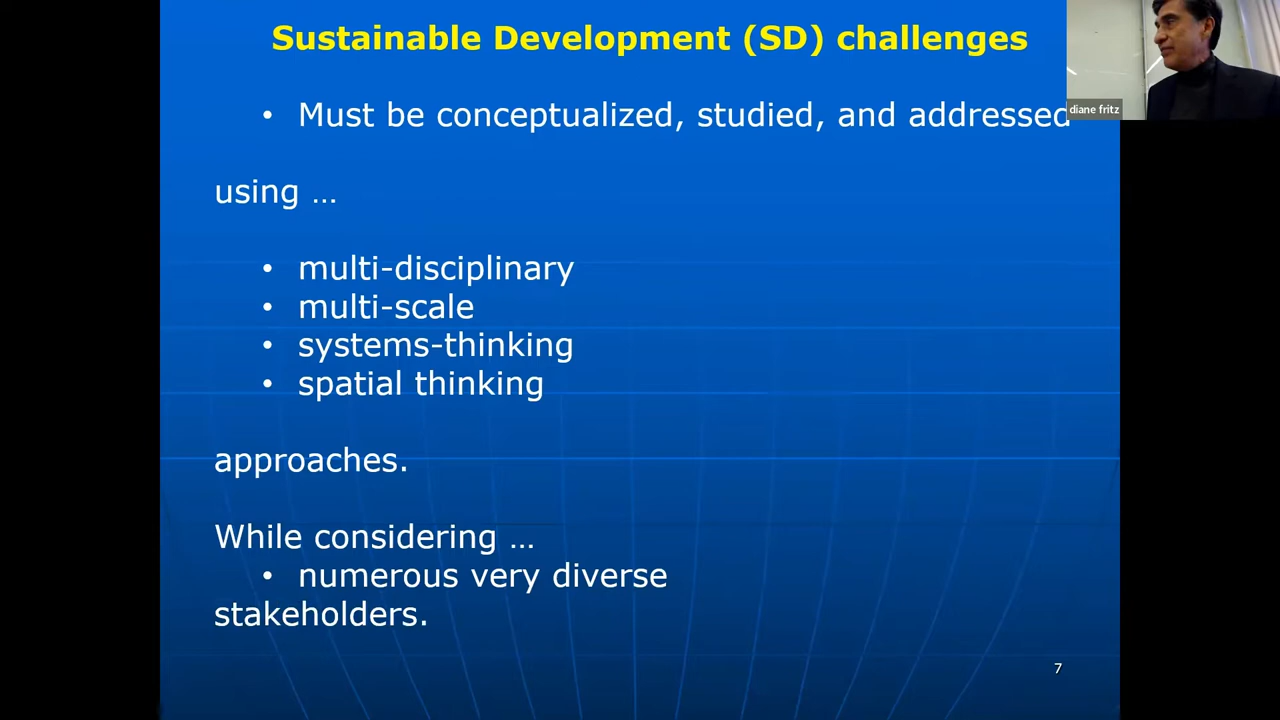 Sustainable Development (SD) challenges
• Must be conceptualized, studied, and addressed
diane fritz
using …
• multi-disciplinary
• multi-scale
• systems-thinking
• spatial thinking
approaches.
While considering …
• numerous very diverse
stakeholders.
7